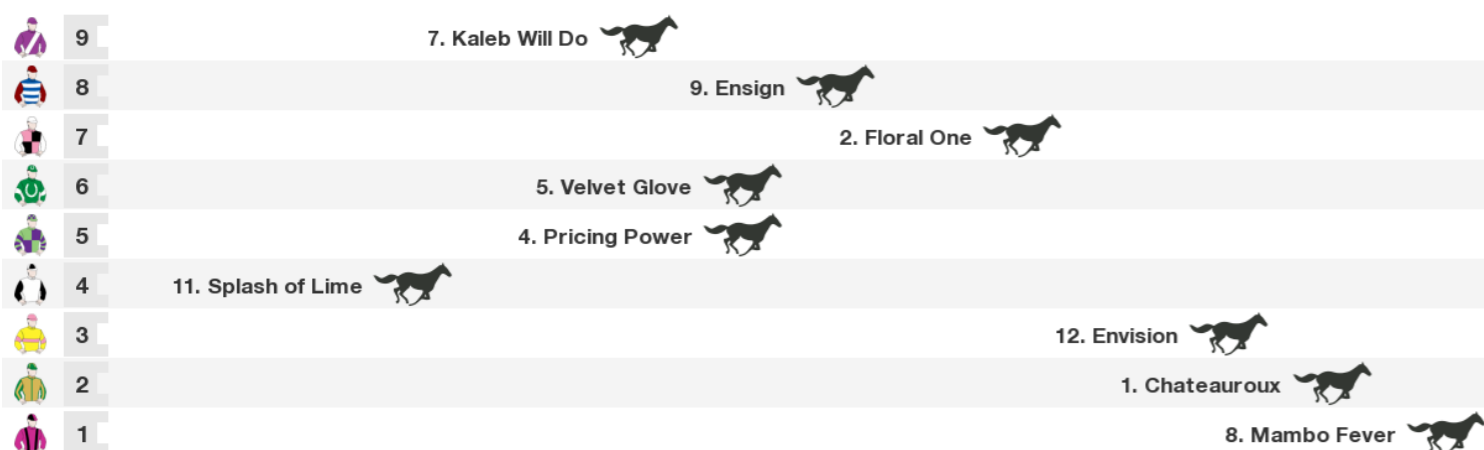 9 7. Kaleb Will Do
8 9. Ensign
7 2. Floral One
6 5. Velvet Glove
5 4. Pricing Power
4 11. Splash of Lime
3 12. Envision
2 1. Chateauroux
1 8. Mambo Fever